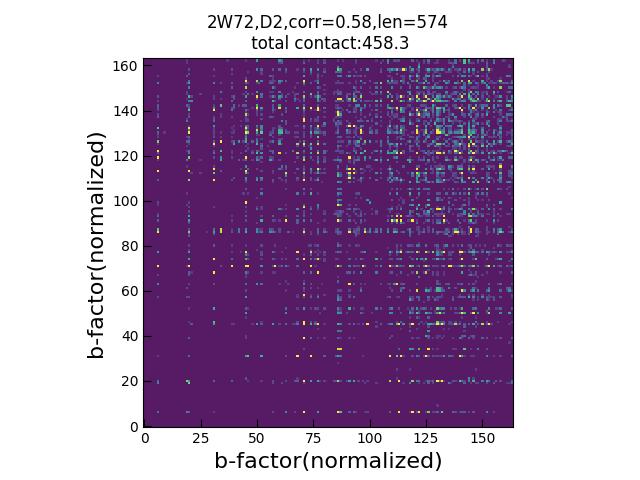 2W72,D2,corr=0.58,len=574
total contact:458.3
160
140
120
100
80
60
40
20
0
b-factor(normalized)
0 25 50 75 100 125 150
b-factor(normalized)